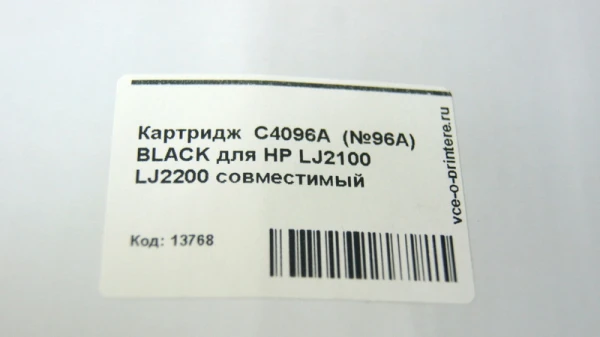 Картридж C4096A (№96A)
BLACK для HP LJ2100
LJ2200 совместимый
Код: 13768
vce-o-printere.ru